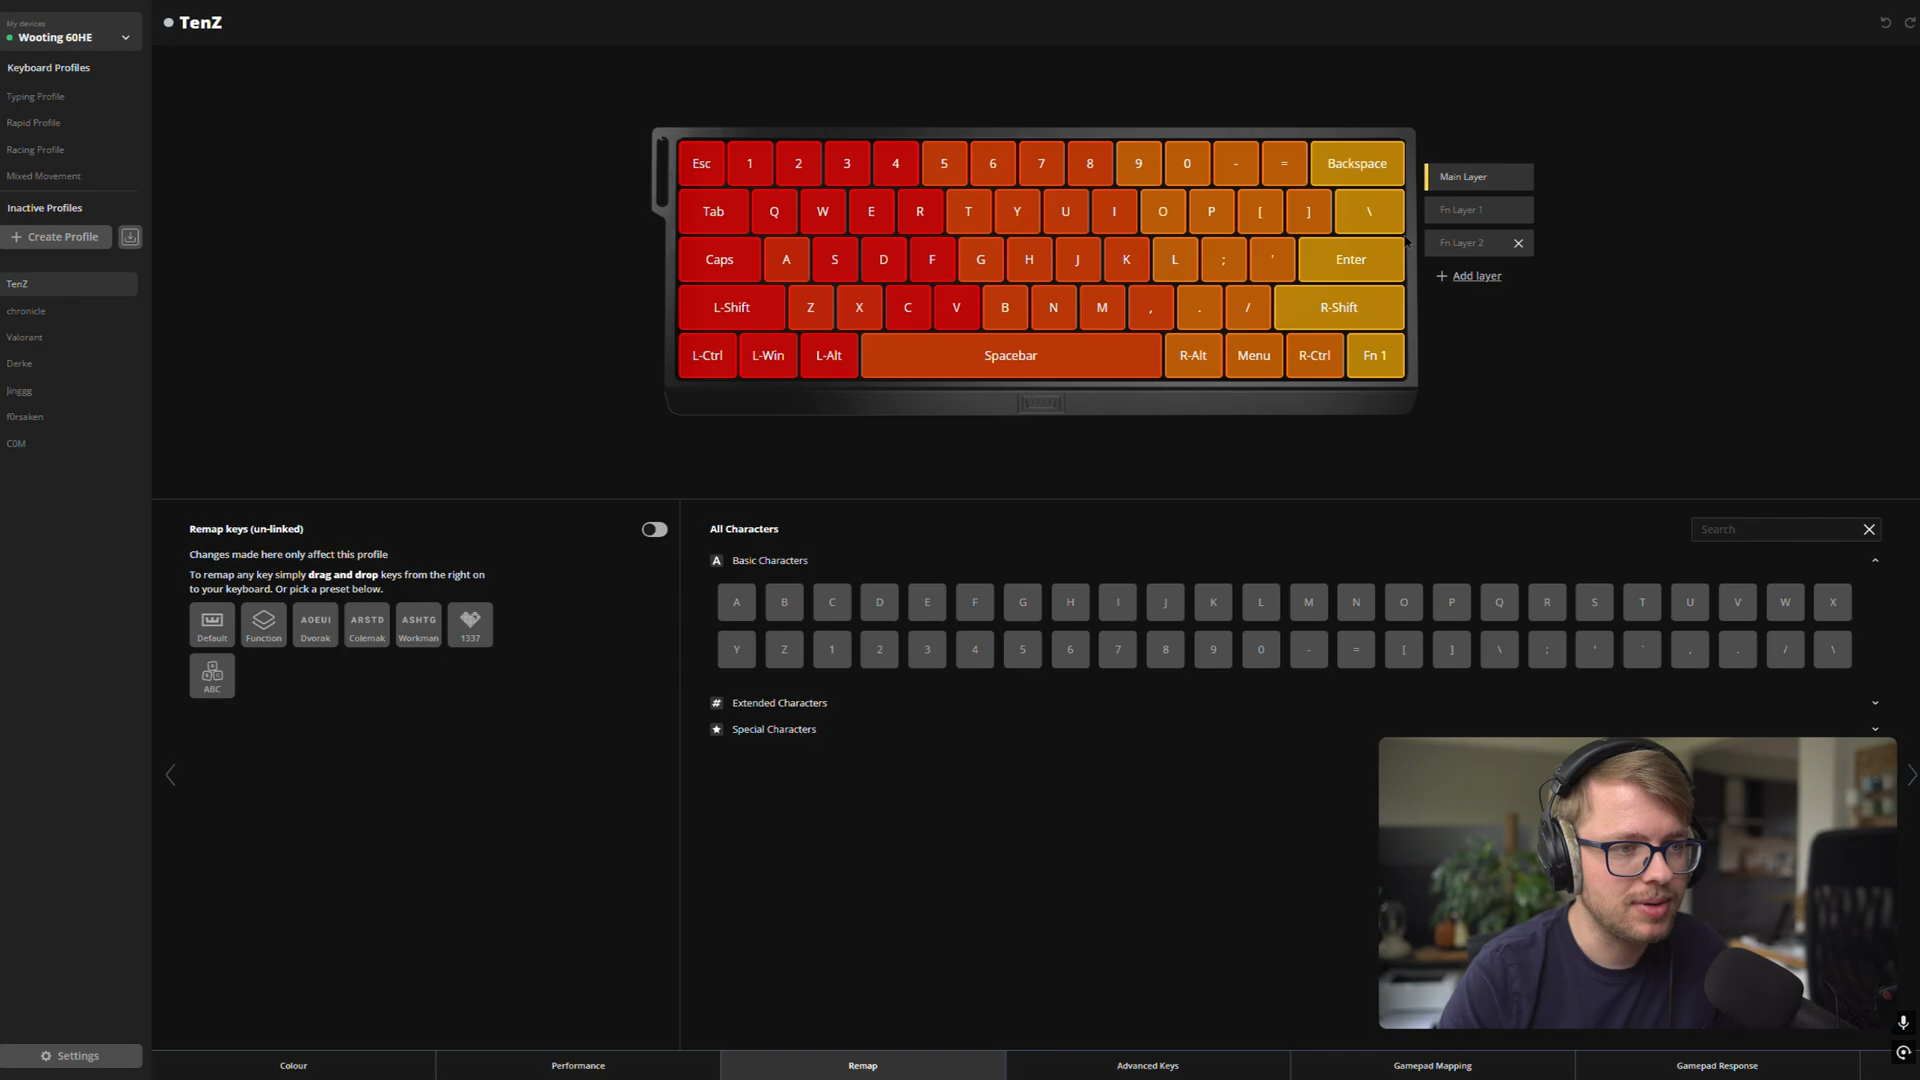 My devices
Wooting 60HE
Keyboard Profiles
Typing Profile
Rapid Profile
Racing Profile
Mixed Movement
Inactive Profiles
+ Create Profile
TenZ
chronicle
Valorant
Derke
Jinggg
f0rsaken
C0M
Settings
TenZ
Esc 1 2 3 4 5 6 7 8 9 0 - = Backspace
Tab Q W E R T Y U I O P [ ] \
Caps A S D F G H J K L ; ' Enter
L-Shift Z X C V B N M , . / R-Shift
L-Ctrl L-Win L-Alt Spacebar R-Alt Menu R-Ctrl Fn 1
Main Layer
Fn Layer 1
Fn Layer 2
+ Add layer
Remap keys (un-linked)
Changes made here only affect this profile
To remap any key simply drag and drop keys from the right on
to your keyboard. Or pick a preset below.
Default
Function
AOEUI
Dvorak
ARSTD
Colemak
ASHTG
Workman
1337
ABC
All Characters
Search
A Basic Characters
A B C D E F G H I J K L M N O P Q R S T U V W X
Y Z 1 2 3 4 5 6 7 8 9 0 - = [ ] \ ; ' ` , . / \
# Extended Characters
Special Characters
Colour
Performance
Remap
Advanced Keys
Gamepad Mapping
Gamepad Response